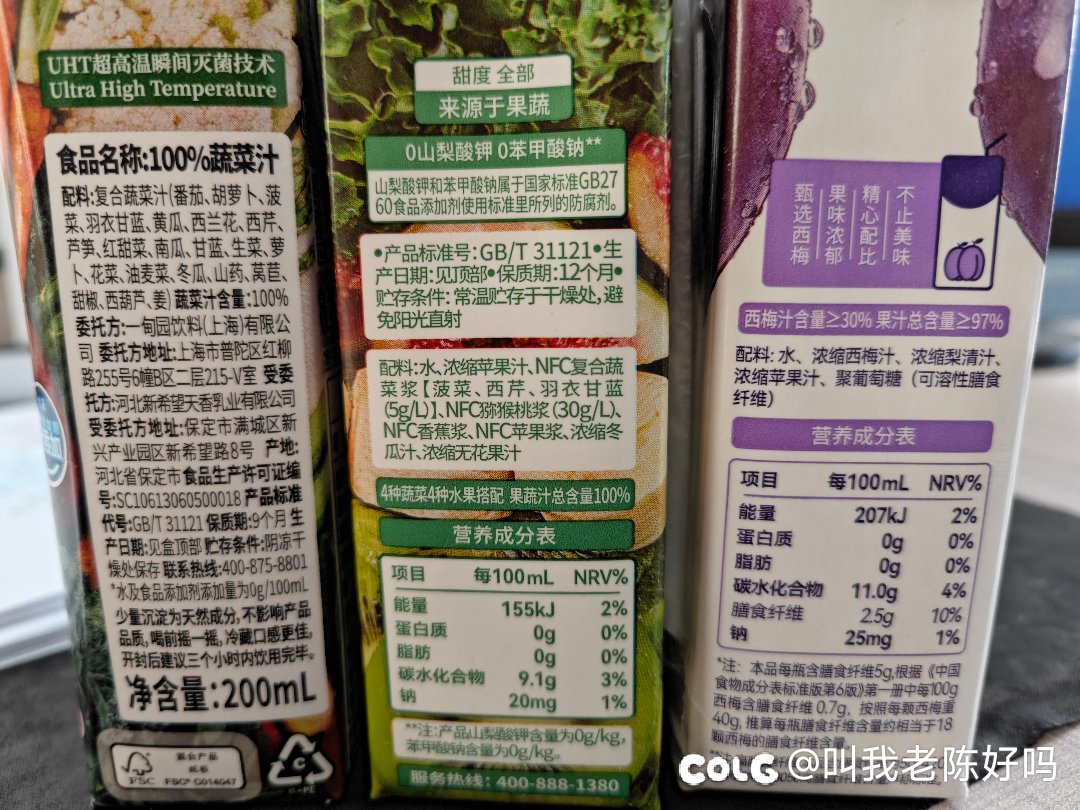 UHT超高温瞬间灭菌技术
Ultra High Temperature
食品名称:100%蔬菜汁
配料:复合蔬菜汁(番茄、胡萝卜、菠
菜、羽衣甘蓝、黄瓜、西兰花、西芹、
芦笋、红甜菜、南瓜、甘蓝、生菜、萝
卜、花菜、油麦菜、冬瓜、山药、莴苣、
甜椒、西葫芦、姜) 蔬菜汁含量:100%
委托方:一甸园饮料(上海)有限公
司 委托方地址:上海市普陀区红柳
路255号6幢B区二层215-V室 受委
托方:河北新希望天香乳业有限公司
受委托方地址:保定市满城区新
兴产业园区新希望路8号 产地:
河北省保定市 食品生产许可证编
号:SC10613060500018 产品标准
代号:GB/T 31121 保质期:9个月 生
产日期:见盒顶部 贮存条件:阴凉干
燥处保存 联系热线:400-875-8801
*水及食品添加剂添加量为0g/100mL
少量沉淀为天然成分,不影响产品
品质,喝前摇一摇,冷藏口感更佳,
开封后建议三个小时内饮用完毕。
净含量:200mL
混合产品
纸板
FSC
FSC® C014047
甜度 全部
来源于果蔬
0山梨酸钾 0苯甲酸钠**
山梨酸钾和苯甲酸钠属于国家标准GB27
60食品添加剂使用标准里所列的防腐剂。
•产品标准号:GB/T 31121•生
产日期:见顶部•保质期:12个月•
贮存条件:常温贮存于干燥处,避
免阳光直射
配料:水、浓缩苹果汁、NFC复合蔬
菜浆【菠菜、西芹、羽衣甘蓝
(5g/L)】、NFC猕猴桃浆(30g/L)、
NFC香蕉浆、NFC苹果浆、浓缩冬
瓜汁、浓缩无花果汁
4种蔬菜4种水果搭配 果蔬汁总含量100%
营养成分表
项目 每100mL NRV%
能量 155kJ 2%
蛋白质 0g 0%
脂肪 0g 0%
碳水化合物 9.1g 3%
钠 20mg 1%
**注:产品山梨酸钾含量为0g/kg,
苯甲酸钠含量为0g/kg。
服务热线:400-888-1380
甄选西梅
果味浓郁
精心配比
不止美味
西梅汁含量≥30% 果汁总含量≥97%
配料:水、浓缩西梅汁、浓缩梨清汁、
浓缩苹果汁、聚葡萄糖(可溶性膳食
纤维)
营养成分表
项目 每100mL NRV%
能量 207kJ 2%
蛋白质 0g 0%
脂肪 0g 0%
碳水化合物 11.0g 4%
膳食纤维 2.5g 10%
钠 25mg 1%
*注:本品每瓶含膳食纤维5g,根据《中国
食物成分表标准版第6版》第一册中每100g
西梅含膳食纤维 0.7g, 按照每颗西梅重
40g, 推算每瓶膳食纤维含量约相当于18
颗西梅的膳食纤维含量
COLG @叫我老陈好吗